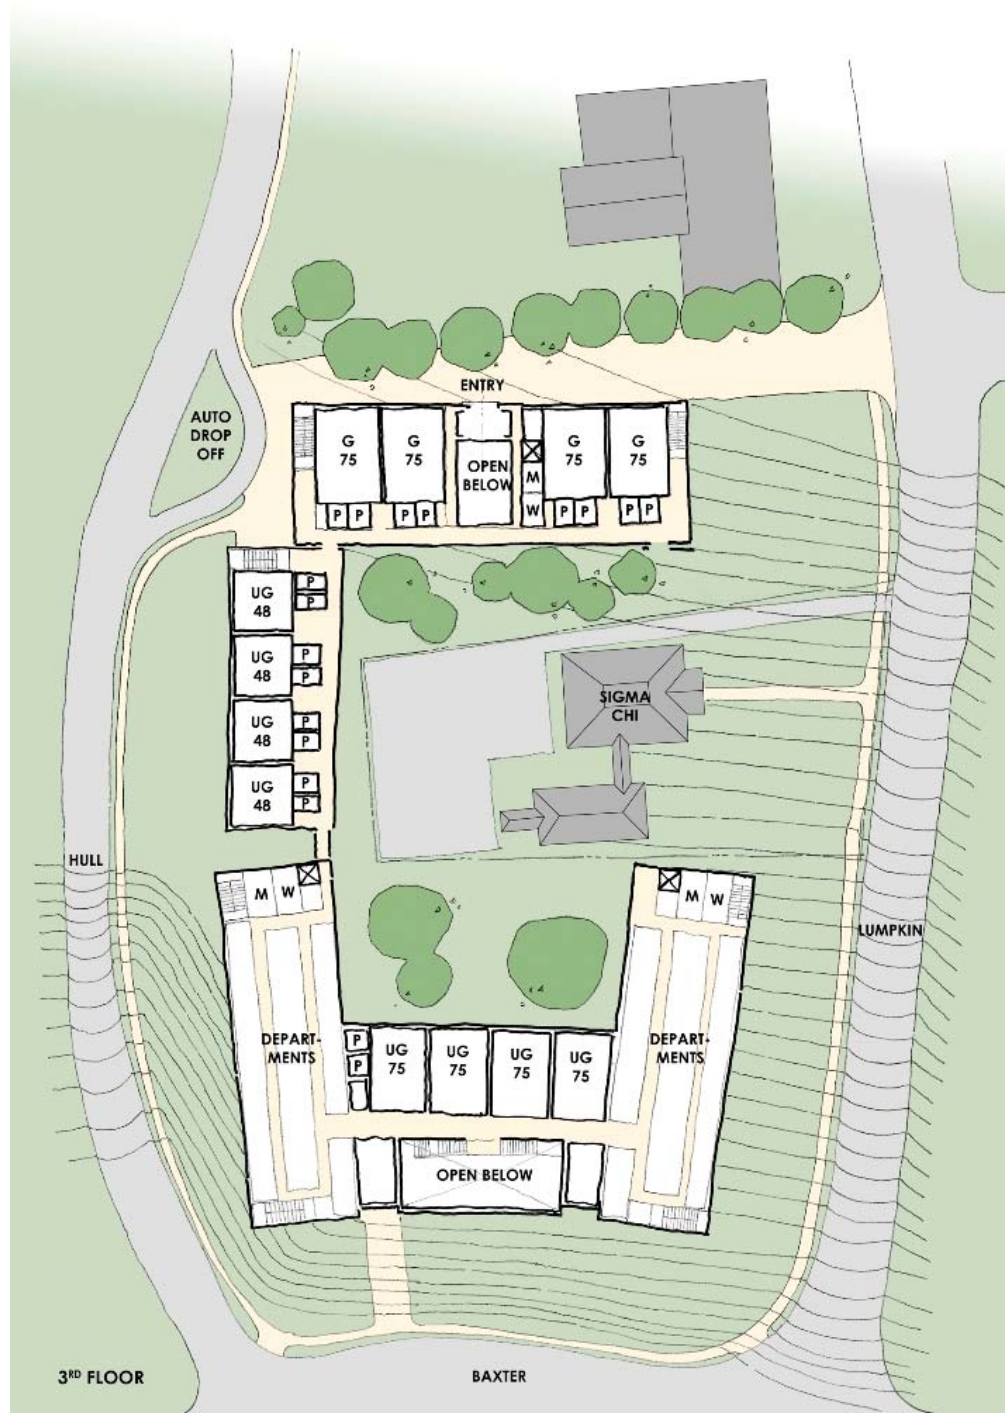 ENTRY
AUTO
DROP
OFF
G
75
G
75
G
75
G
75
OPEN
BELOW
M
W
P
P
P
P
P
P
P
P
UG
48
P
P
UG
48
P
P
UG
48
P
P
UG
48
P
P
SIGMA
CHI
HULL
M
W
M
W
LUMPKIN
DEPART-
MENTS
P
P
UG
75
UG
75
UG
75
UG
75
DEPART-
MENTS
OPEN BELOW
3RD FLOOR
BAXTER